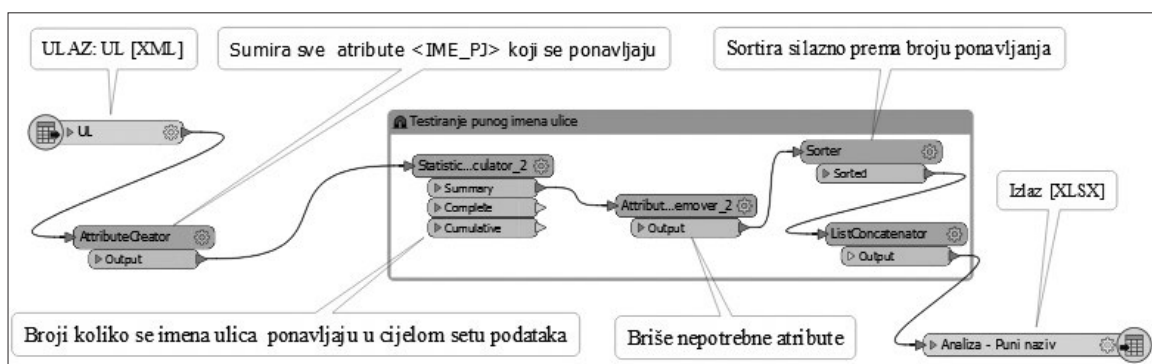 ULAZ: UL [XML]
Sumira sve atribute <IME_PJ> koji se ponavljaju
Sortira silazno prema broju ponavljanja
UL
Testiranje punog imena ulice
Statistic...culator_2
Summary
Complete
Cumulative
Sorter
Sorted
Izlaz [XLSX]
Attribut...emover_2
Output
AttributeCreator
Output
ListConcatenator
Output
Broji koliko se imena ulica ponavljaju u cijelom setu podataka
Briše nepotrebne atribute
Analiza - Puni naziv